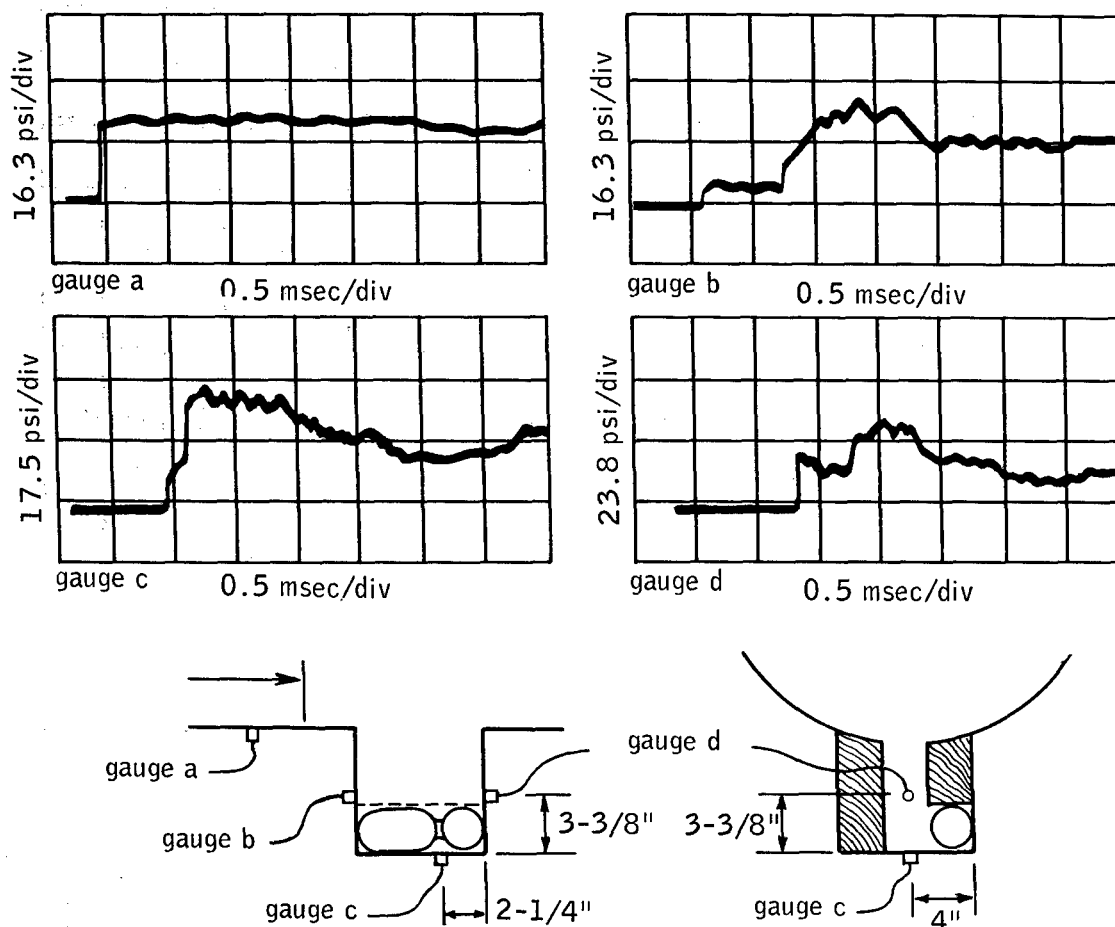 16.3 psi/div
gauge a
0.5 msec/div
16.3 psi/div
gauge b
0.5 msec/div
17.5 psi/div
gauge c
0.5 msec/div
23.8 psi/div
gauge d
0.5 msec/div
gauge a
gauge b
gauge c
3-3/8"
2-1/4"
gauge d
3-3/8"
gauge c
4"